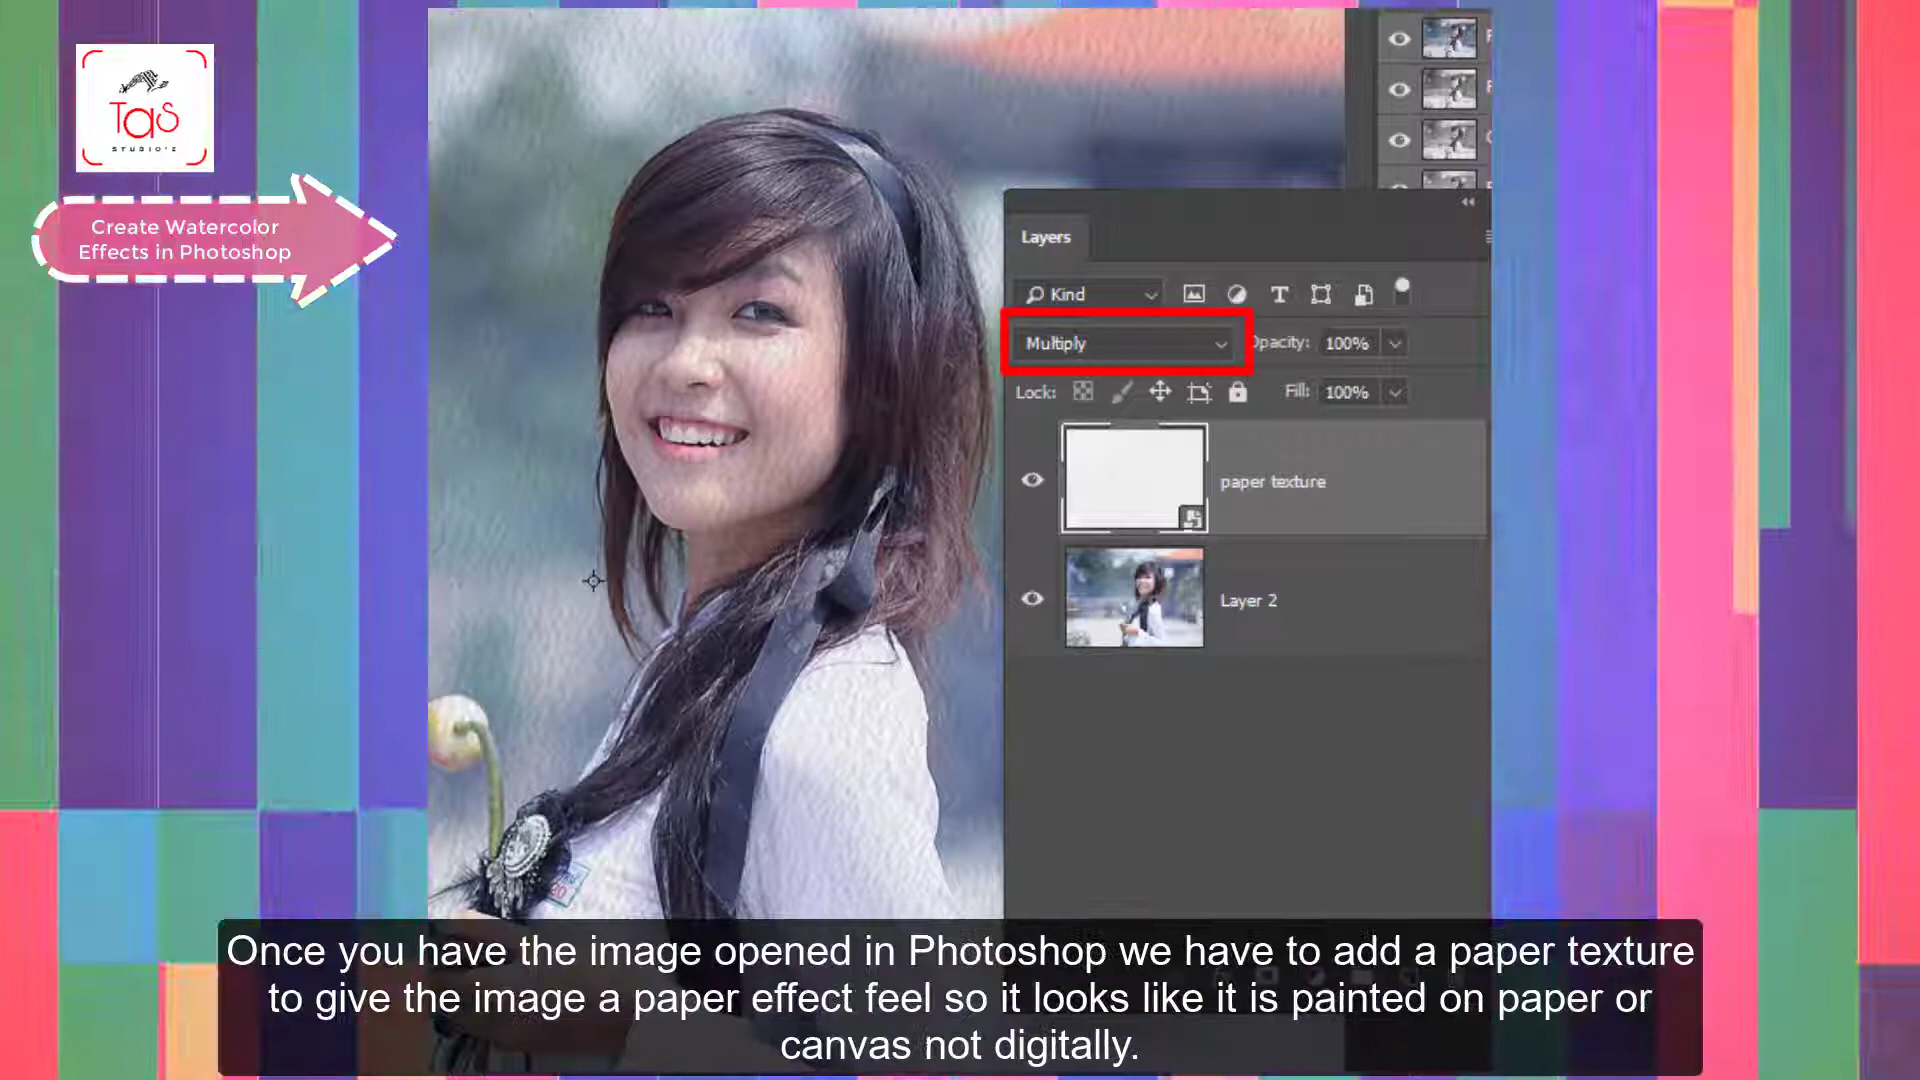 Tas
STUDIO'Z
Create Watercolor
Effects in Photoshop
Layers
Kind
Multiply
Opacity: 100%
Lock:
Fill: 100%
paper texture
Layer 2
Once you have the image opened in Photoshop we have to add a paper texture
to give the image a paper effect feel so it looks like it is painted on paper or
canvas not digitally.